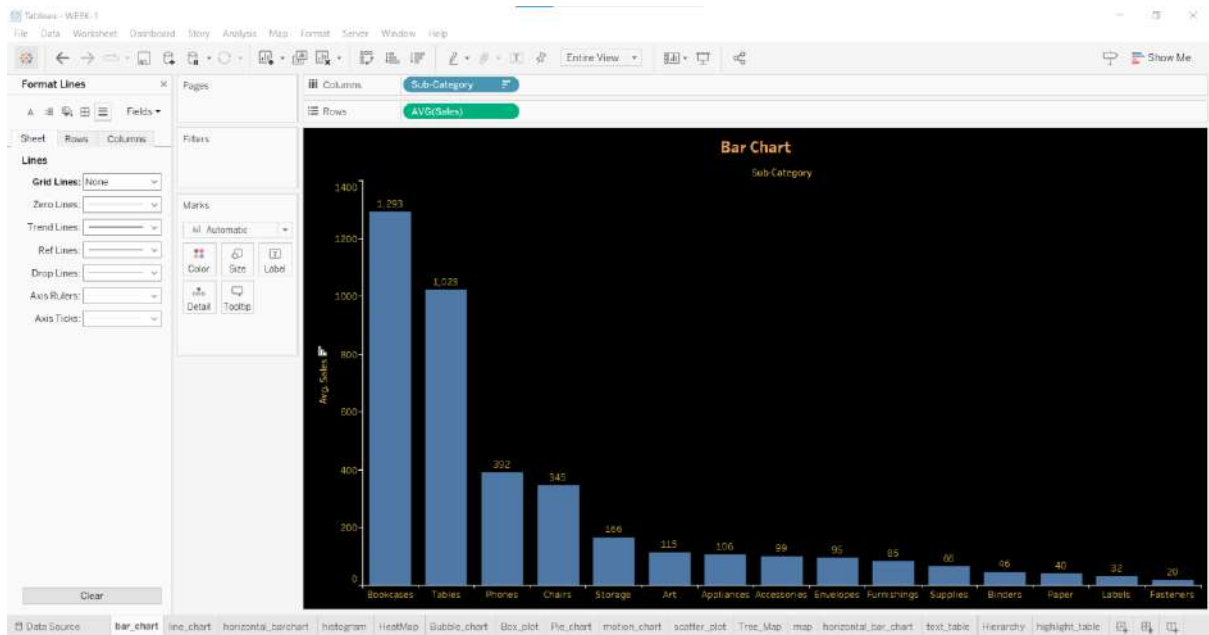 Tableau - WEEK-1
File Data Worksheet Dashboard Story Analysis Map Format Server Window Help
Entire View
Show Me
Format Lines
Fields
Sheet Rows Columns
Lines
Grid Lines: None
Zero Lines:
Trend Lines:
Ref Lines:
Drop Lines:
Axis Rulers:
Axis Ticks:
Clear
Pages
Filters
Marks
Automatic
Color Size Label
Detail Tooltip
Columns Sub-Category
Rows AVG(Sales)
Bar Chart
Sub-Category
Avg. Sales
1400
1200
1000
800
600
400
200
0
1,293
1,023
392
345
166
115
106
99
95
85
66
46
40
32
20
Bookcases Tables Phones Chairs Storage Art Appliances Accessories Envelopes Furnishings Supplies Binders Paper Labels Fasteners
Data Source bar_chart line_chart horizontal_barchart histogram HeatMap Bubble_chart Box_plot Pie_chart motion_chart scatter_plot Tree_Map map horizontal_bar_chart text_table Hierarchy highlight_table